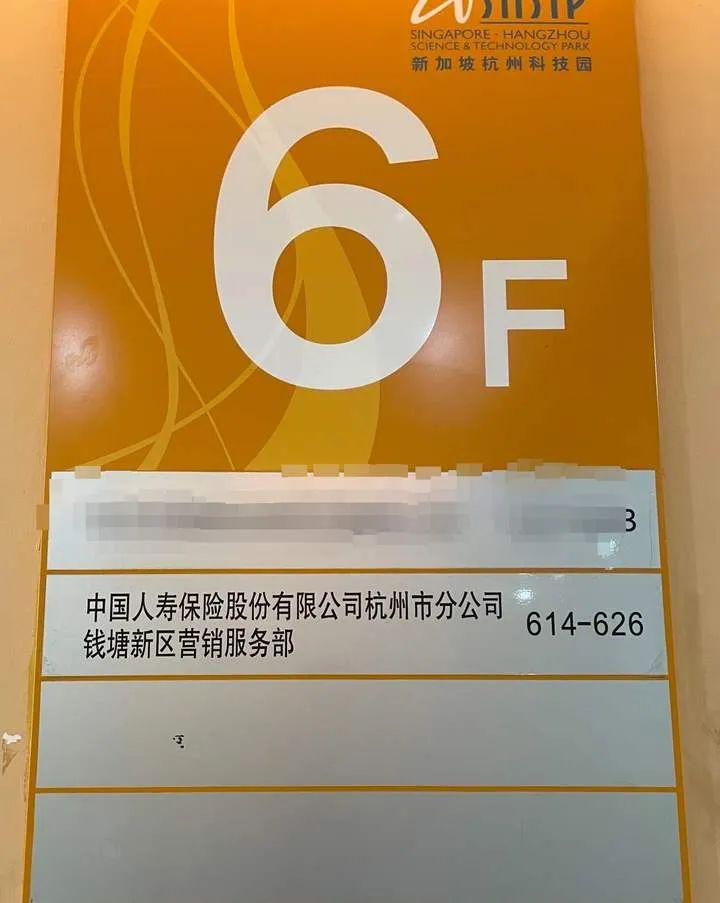 SINGAPORE · HANGZHOU
SCIENCE & TECHNOLOGY PARK
新加坡杭州科技园
6F
中国人寿保险股份有限公司杭州市分公司 614-626
钱塘新区营销服务部